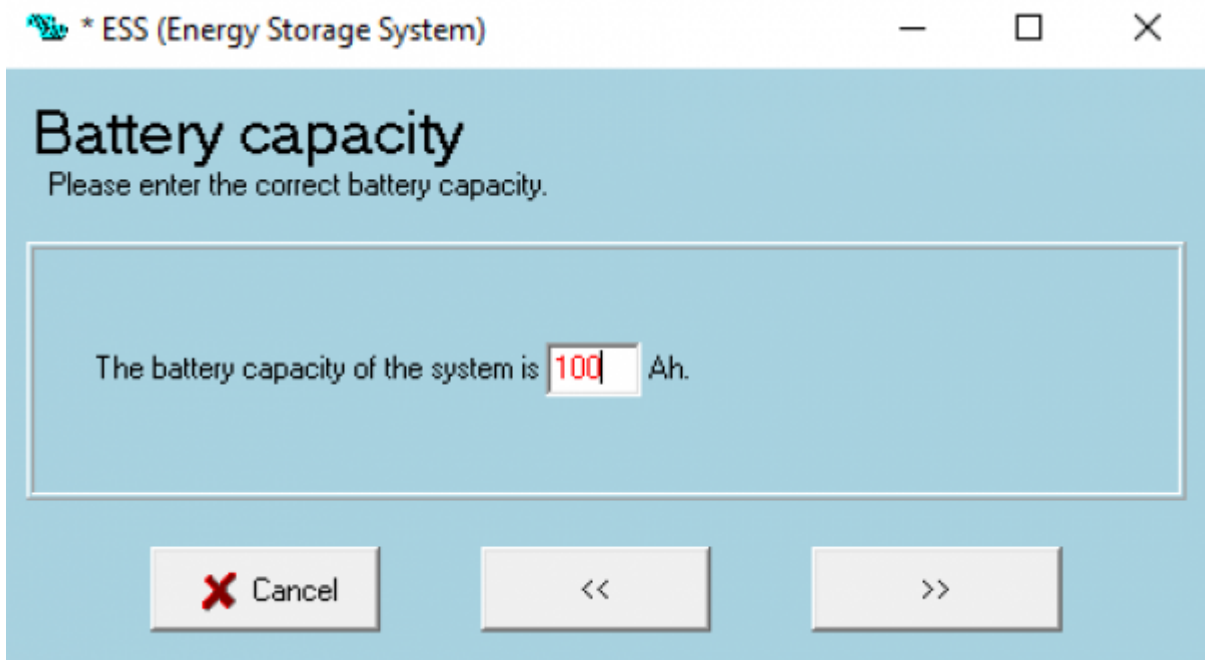 * ESS (Energy Storage System)
Battery capacity
Please enter the correct battery capacity.
The battery capacity of the system is 100 Ah.
Cancel << >>